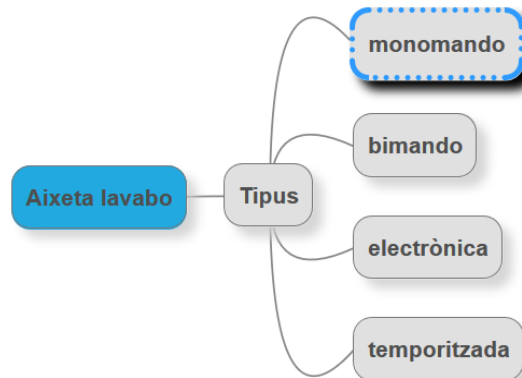 monomando
bimando
Aixeta lavabo
Tipus
electrònica
temporitzada